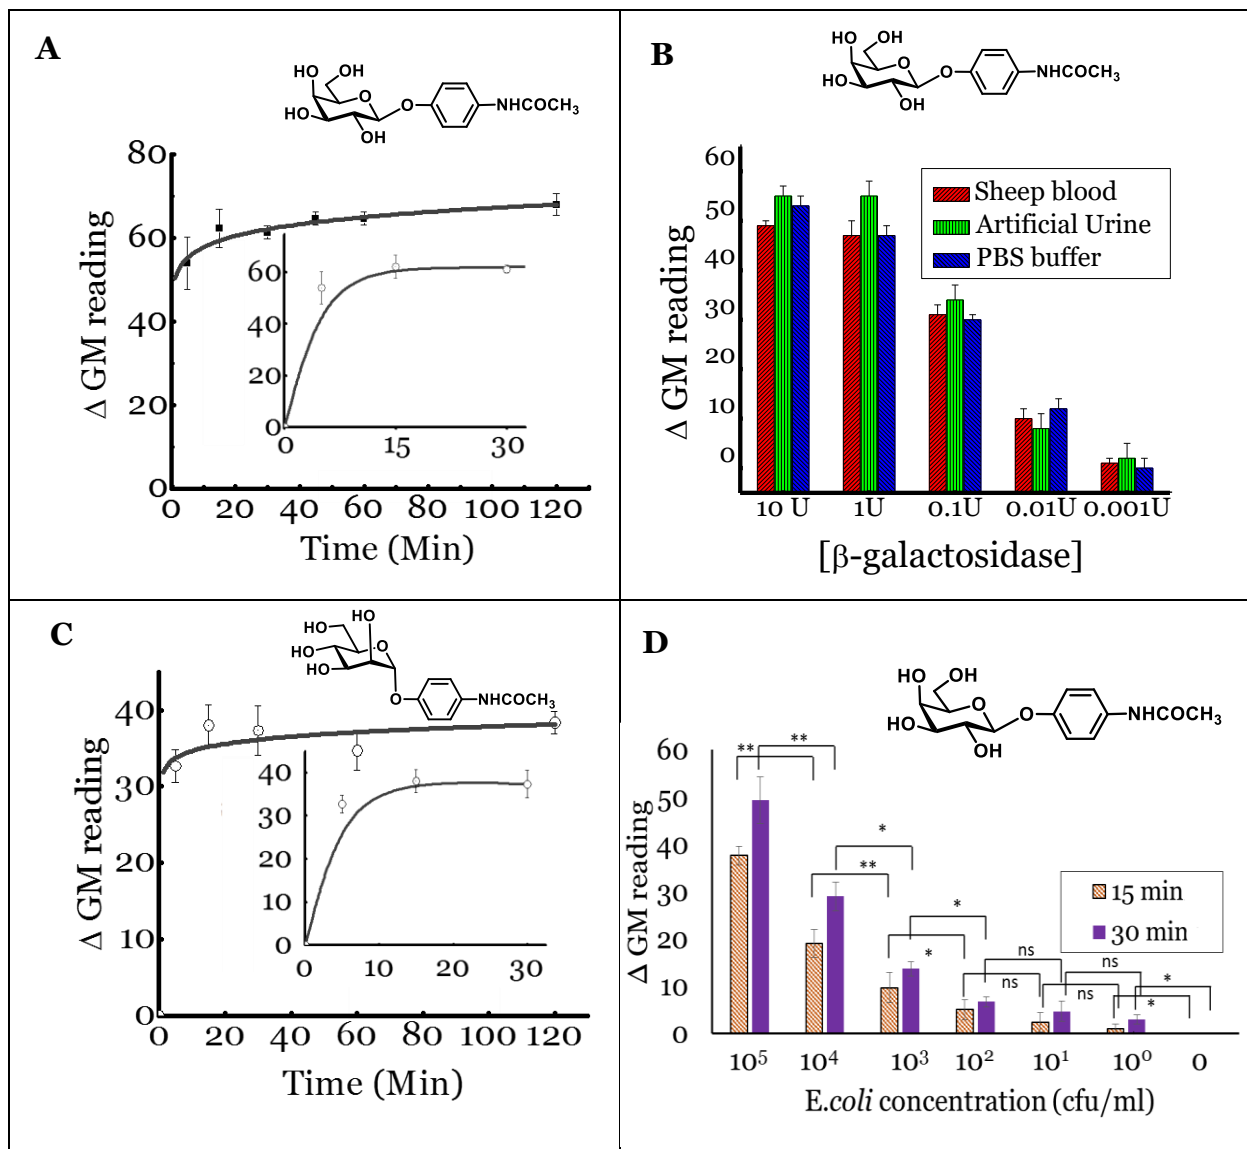 A
HO
OH
HO
O
O
NHCOCH3
OH
80
60
40
20
0
Δ GM reading
60
40
20
0
0 15 30
0 20 40 60 80 100 120
Time (Min)
B
HO
OH
HO
O
O
NHCOCH3
OH
60
50
40
30
20
10
0
Δ GM reading
Sheep blood
Artificial Urine
PBS buffer
10 U 1U 0.1U 0.01U 0.001U
[β-galactosidase]
C
HO
HO
O
HO
HO
O
NHCOCH3
40
30
20
10
0
Δ GM reading
40
30
20
10
0
0 10 20 30
0 20 40 60 80 100 120
Time (Min)
D
HO
OH
HO
O
O
NHCOCH3
OH
60
50
40
30
20
10
0
Δ GM reading
** **
*
**
*
*
ns
ns
ns
ns
*
*
15 min
30 min
10⁵ 10⁴ 10³ 10² 10¹ 10⁰ 0
E.coli concentration (cfu/ml)